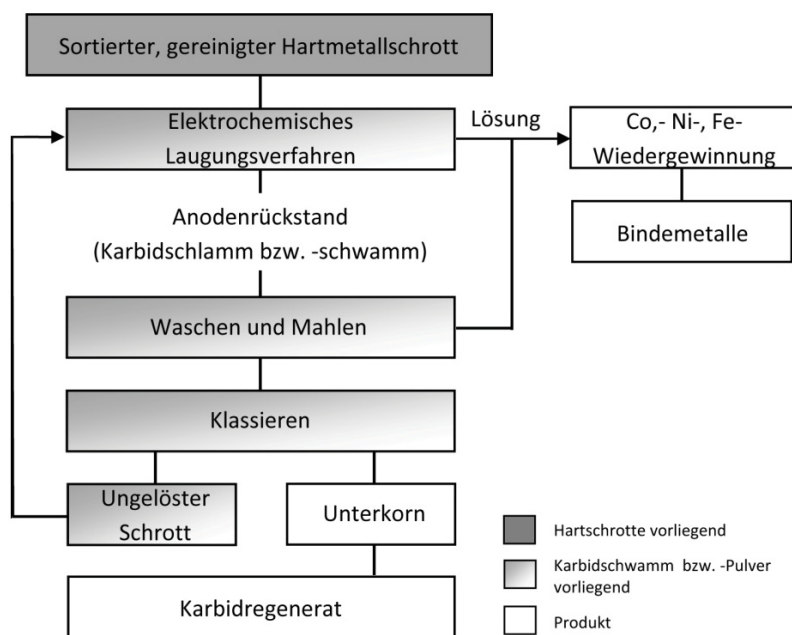 Sortierter, gereinigter Hartmetallschrott
Elektrochemisches
Laugungsverfahren
Lösung
Co,- Ni-, Fe-
Wiedergewinnung
Anodenrückstand
(Karbidschlamm bzw. -schwamm)
Bindemetalle
Waschen und Mahlen
Klassieren
Ungelöster
Schrott
Unterkorn
Karbidregenerat
Hartschrotte vorliegend
Karbidschwamm bzw. -Pulver
vorliegend
Produkt